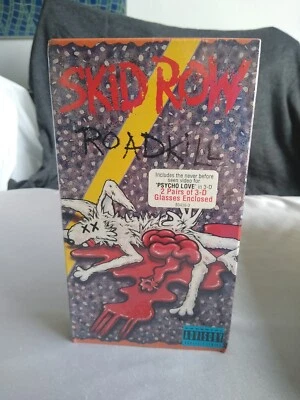 SKID ROW
ROADKILL
Includes the never before
seen video for
"PSYCHO LOVE" in 3-D
2 Pairs of 3-D
Glasses Enclosed